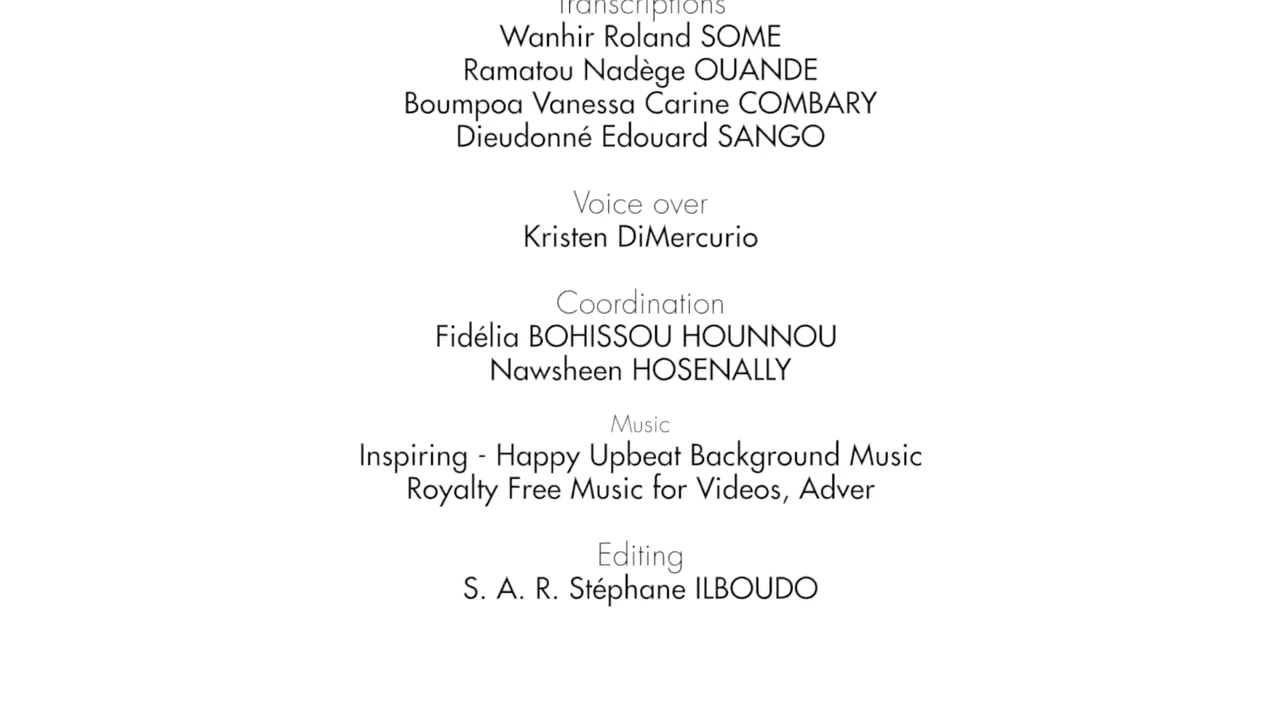 Transcriptions
Wanhir Roland SOME
Ramatou Nadège OUANDE
Boumpoa Vanessa Carine COMBARY
Dieudonné Edouard SANGO
Voice over
Kristen DiMercurio
Coordination
Fidélia BOHISSOU HOUNNOU
Nawsheen HOSENALLY
Music
Inspiring - Happy Upbeat Background Music
Royalty Free Music for Videos, Adver
Editing
S. A. R. Stéphane ILBOUDO